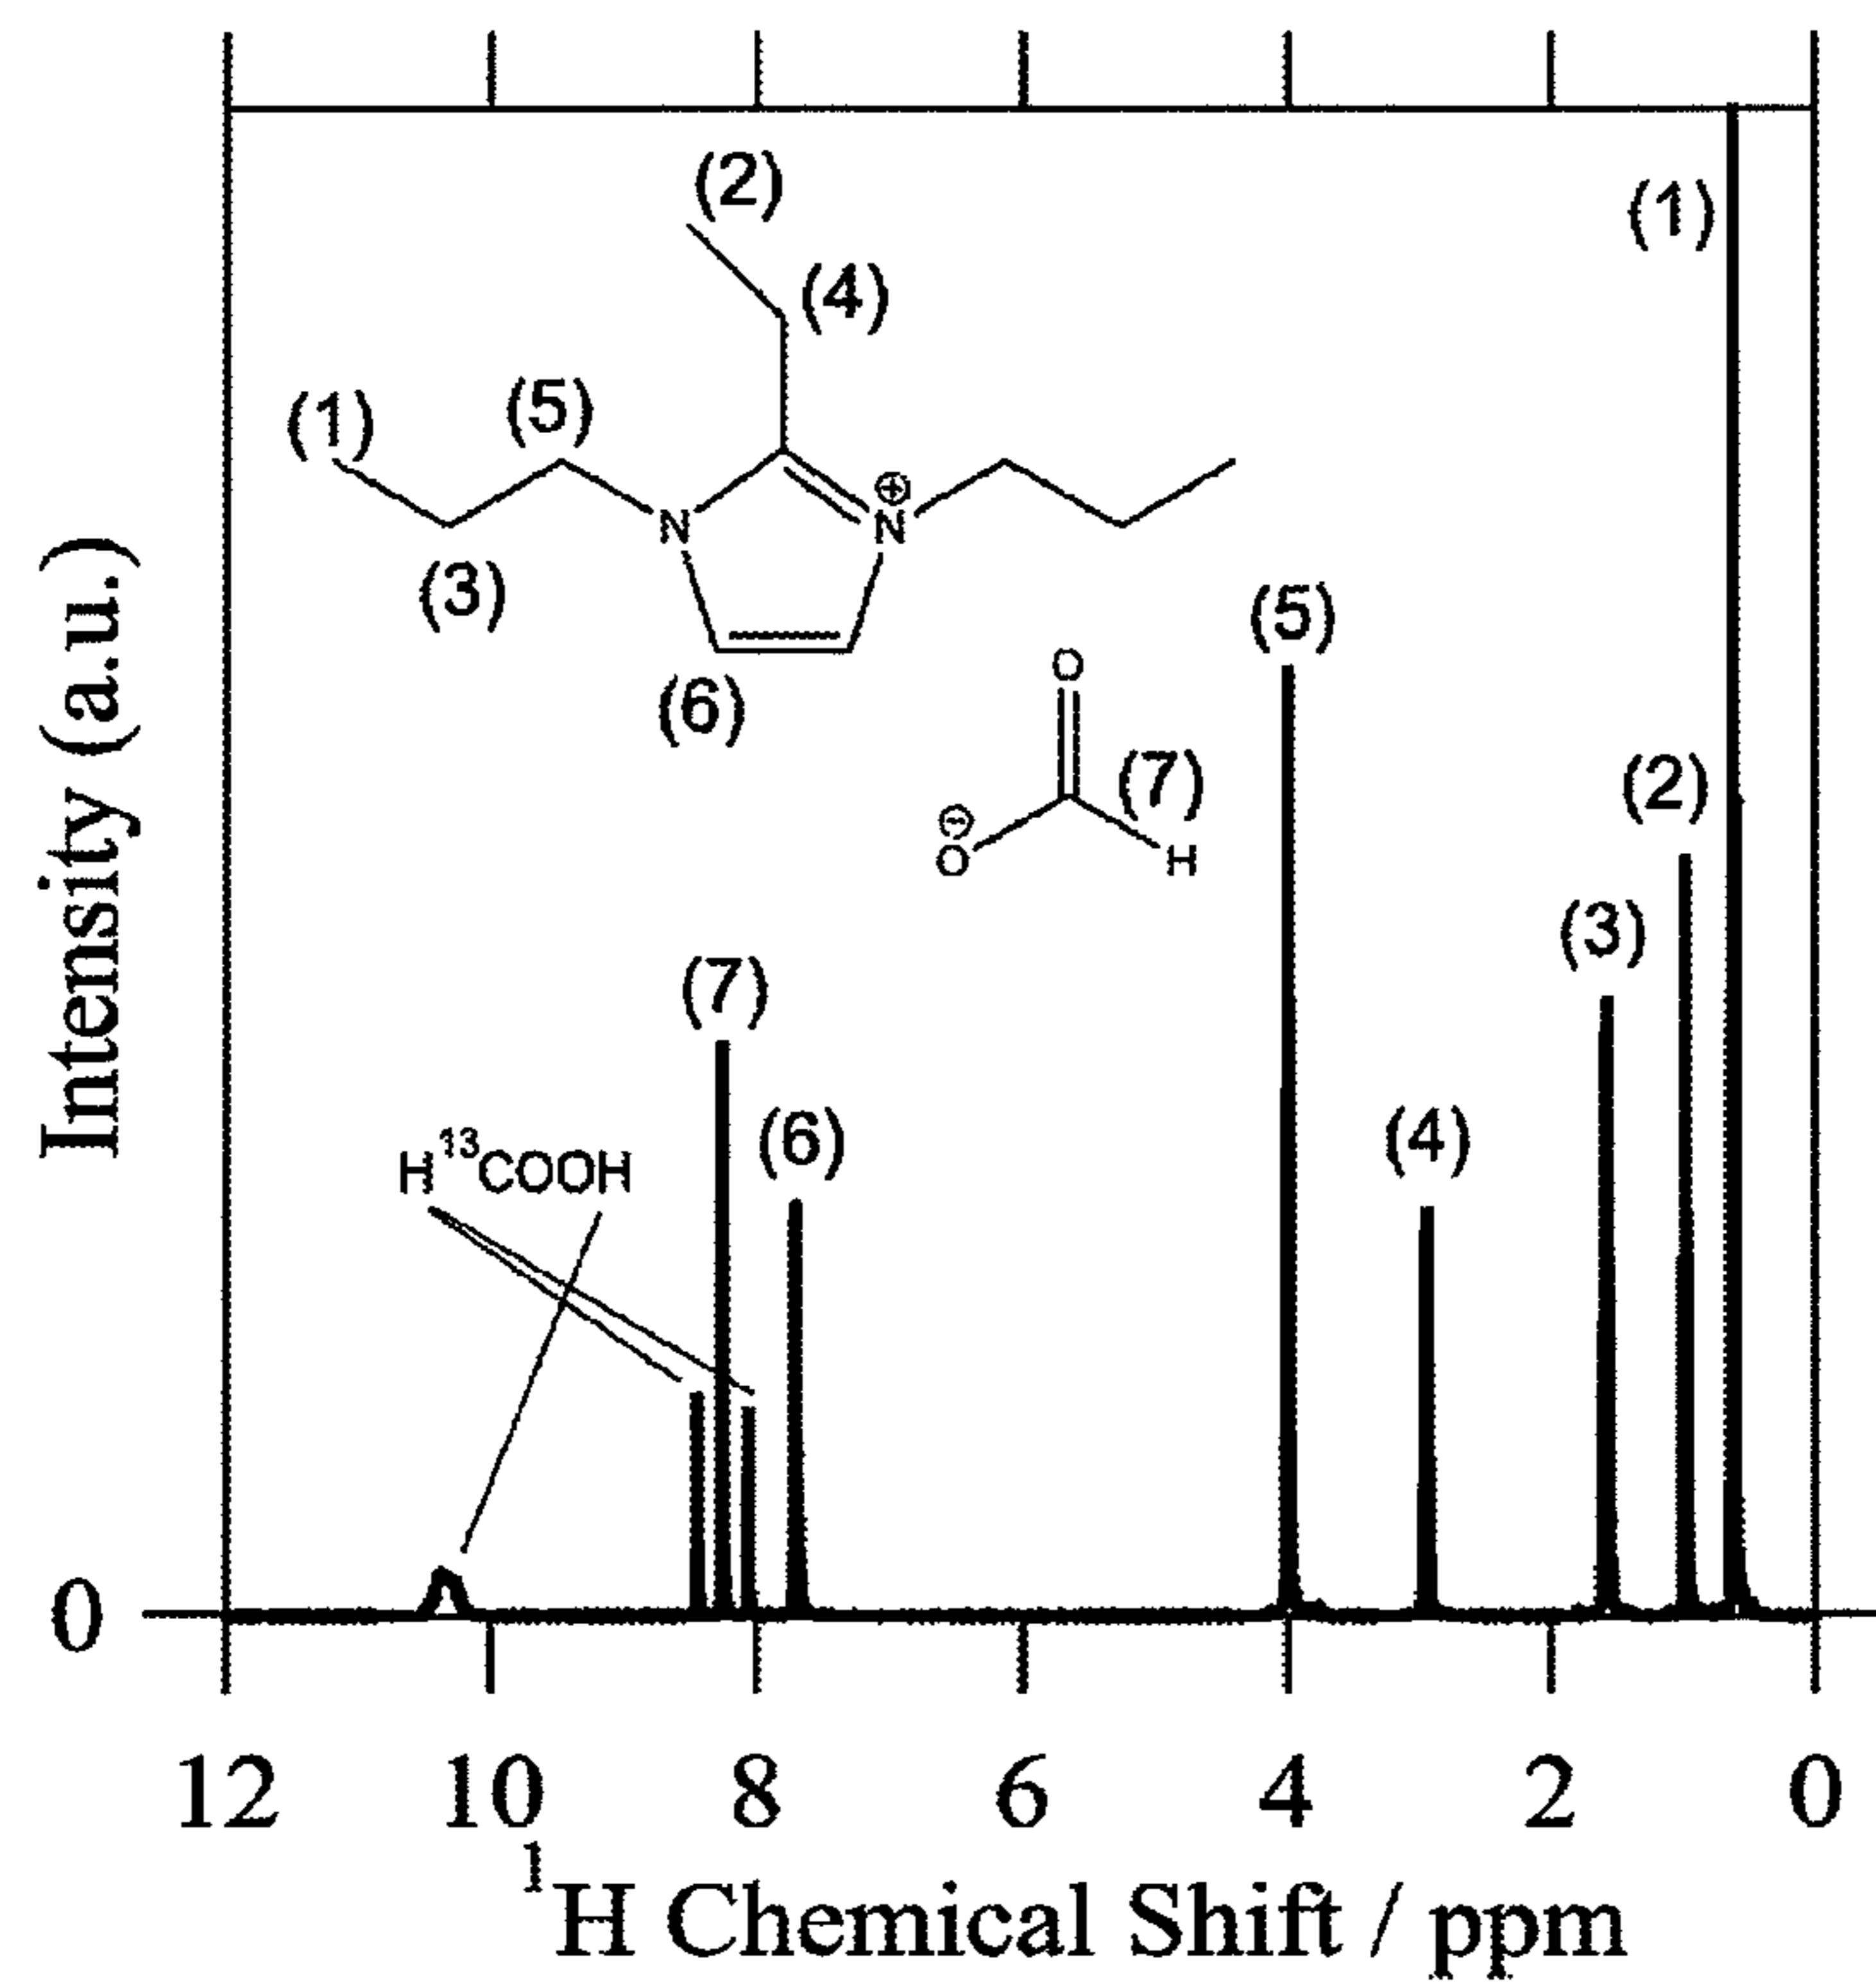 (2)
(1)
(4)
(1)
(5)
N
⊕
N
(3)
(5)
(6)
O
(7)
(2)
⊖
O
H
(3)
(7)
(6)
(4)
H¹³COOH
Intensity (a.u.)
0
12 10 8 6 4 2 0
¹H Chemical Shift / ppm